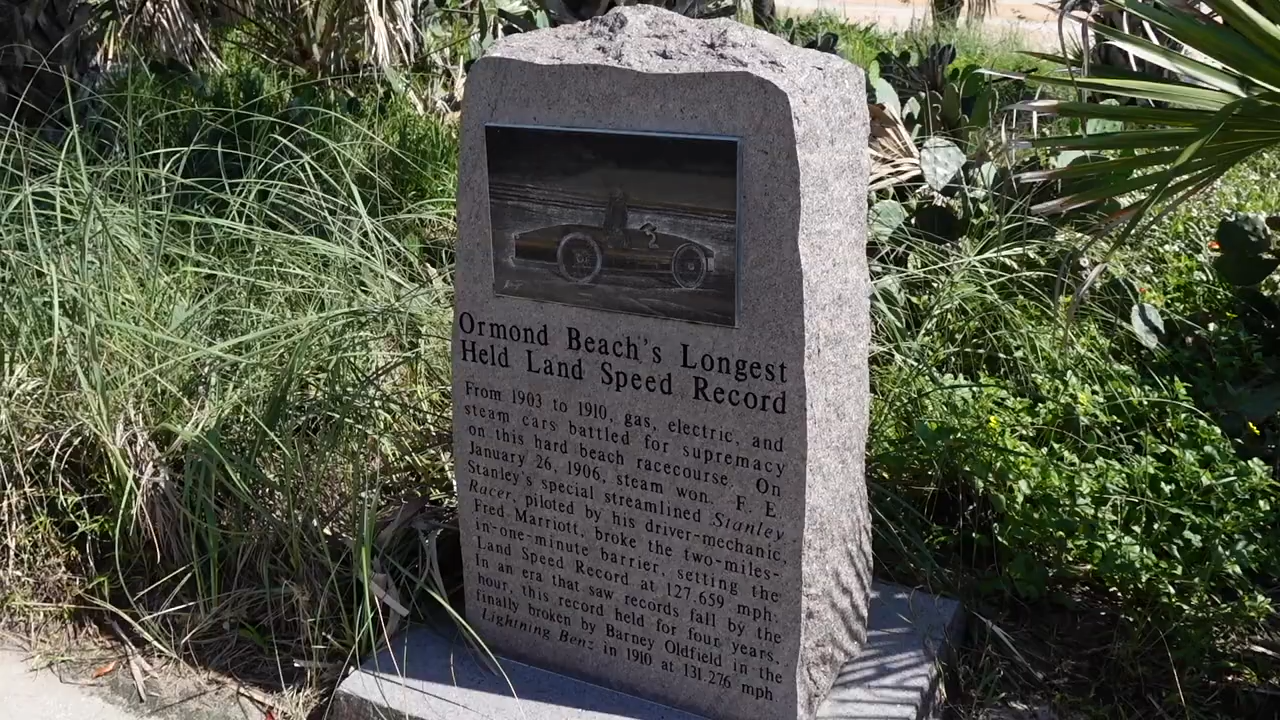 Ormond Beach's Longest
Held Land Speed Record
From 1903 to 1910, gas, electric, and
steam cars battled for supremacy
on this hard beach racecourse. On
January 26, 1906, steam won. F. E.
Stanley's special streamlined Stanley
Racer, piloted by his driver-mechanic,
Fred Marriott, broke the two-miles-
in-one-minute barrier, setting the
Land Speed Record at 127.659 mph.
In an era that saw records fall by the
hour, this record held for four years,
finally broken by Barney Oldfield in the
Lightning Benz in 1910 at 131.276 mph